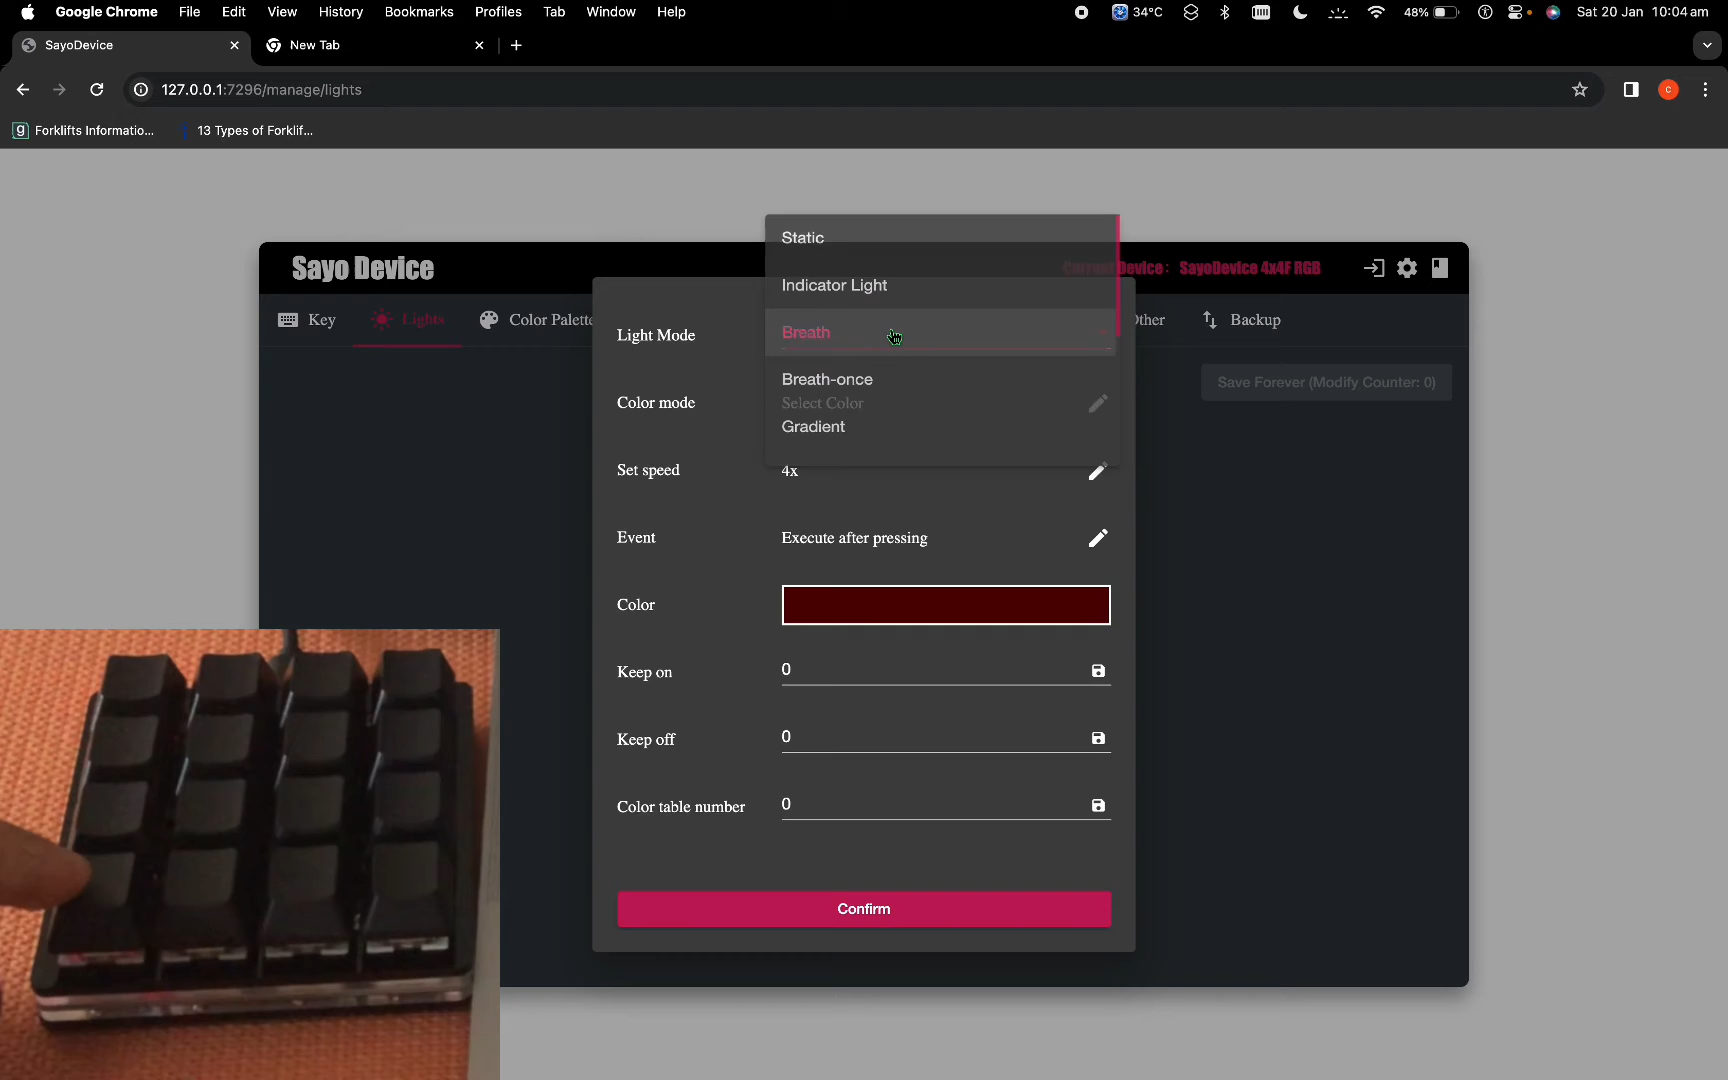 Google Chrome File Edit View History Bookmarks Profiles Tab Window Help 34°C 48% Sat 20 Jan 10:04 am
SayoDevice New Tab
127.0.0.1:7296/manage/lights C
g Forklifts Informatio... 13 Types of Forklif...
Static
Sayo Device Current Device: SayoDevice 4x4F RGB
Indicator Light
Key Lights Color Palette Other Backup
Light Mode Breath
Breath-once Save Forever (Modify Counter: 0)
Color mode Select Color
Gradient
Set speed 4x
Event Execute after pressing
Color
Keep on 0
Keep off 0
Color table number 0
Confirm